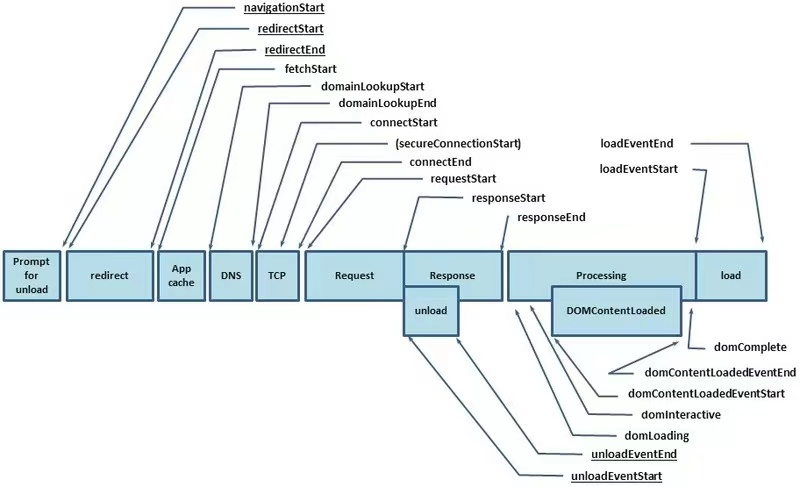 navigationStart
redirectStart
redirectEnd
fetchStart
domainLookupStart
domainLookupEnd
connectStart
(secureConnectionStart)
loadEventEnd
connectEnd
loadEventStart
requestStart
responseStart
responseEnd
Prompt
for
unload
redirect
App
cache
DNS
TCP
Request
Response
Processing
load
unload
DOMContentLoaded
domComplete
domContentLoadedEventEnd
domContentLoadedEventStart
domInteractive
domLoading
unloadEventEnd
unloadEventStart